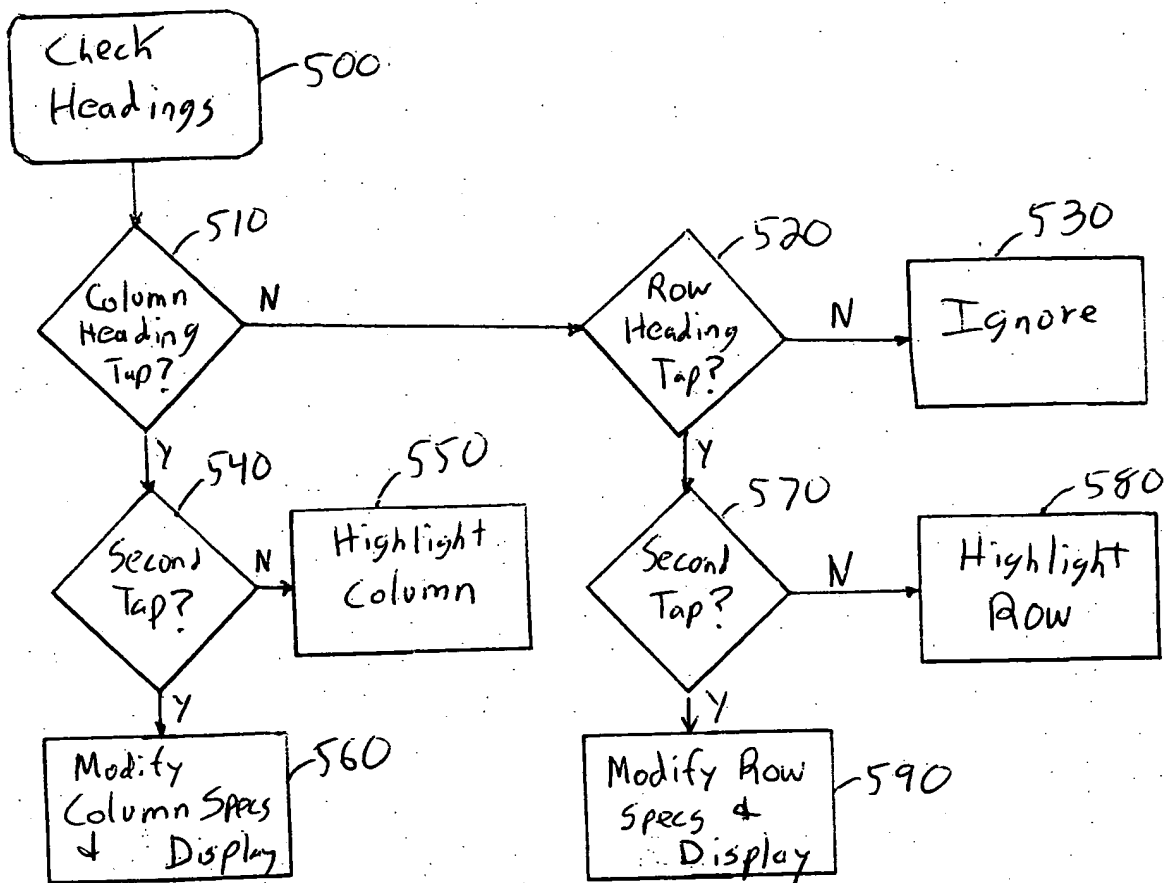 Check
Headings
500
510
Column
Heading
Tap?
N
520
Row
Heading
Tap?
N
530
Ignore
Y
540
Second
Tap?
N
550
Highlight
Column
Y
570
Second
Tap?
N
580
Highlight
Row
Y
560
Modify
Column Specs
& Display
Y
590
Modify Row
Specs &
Display